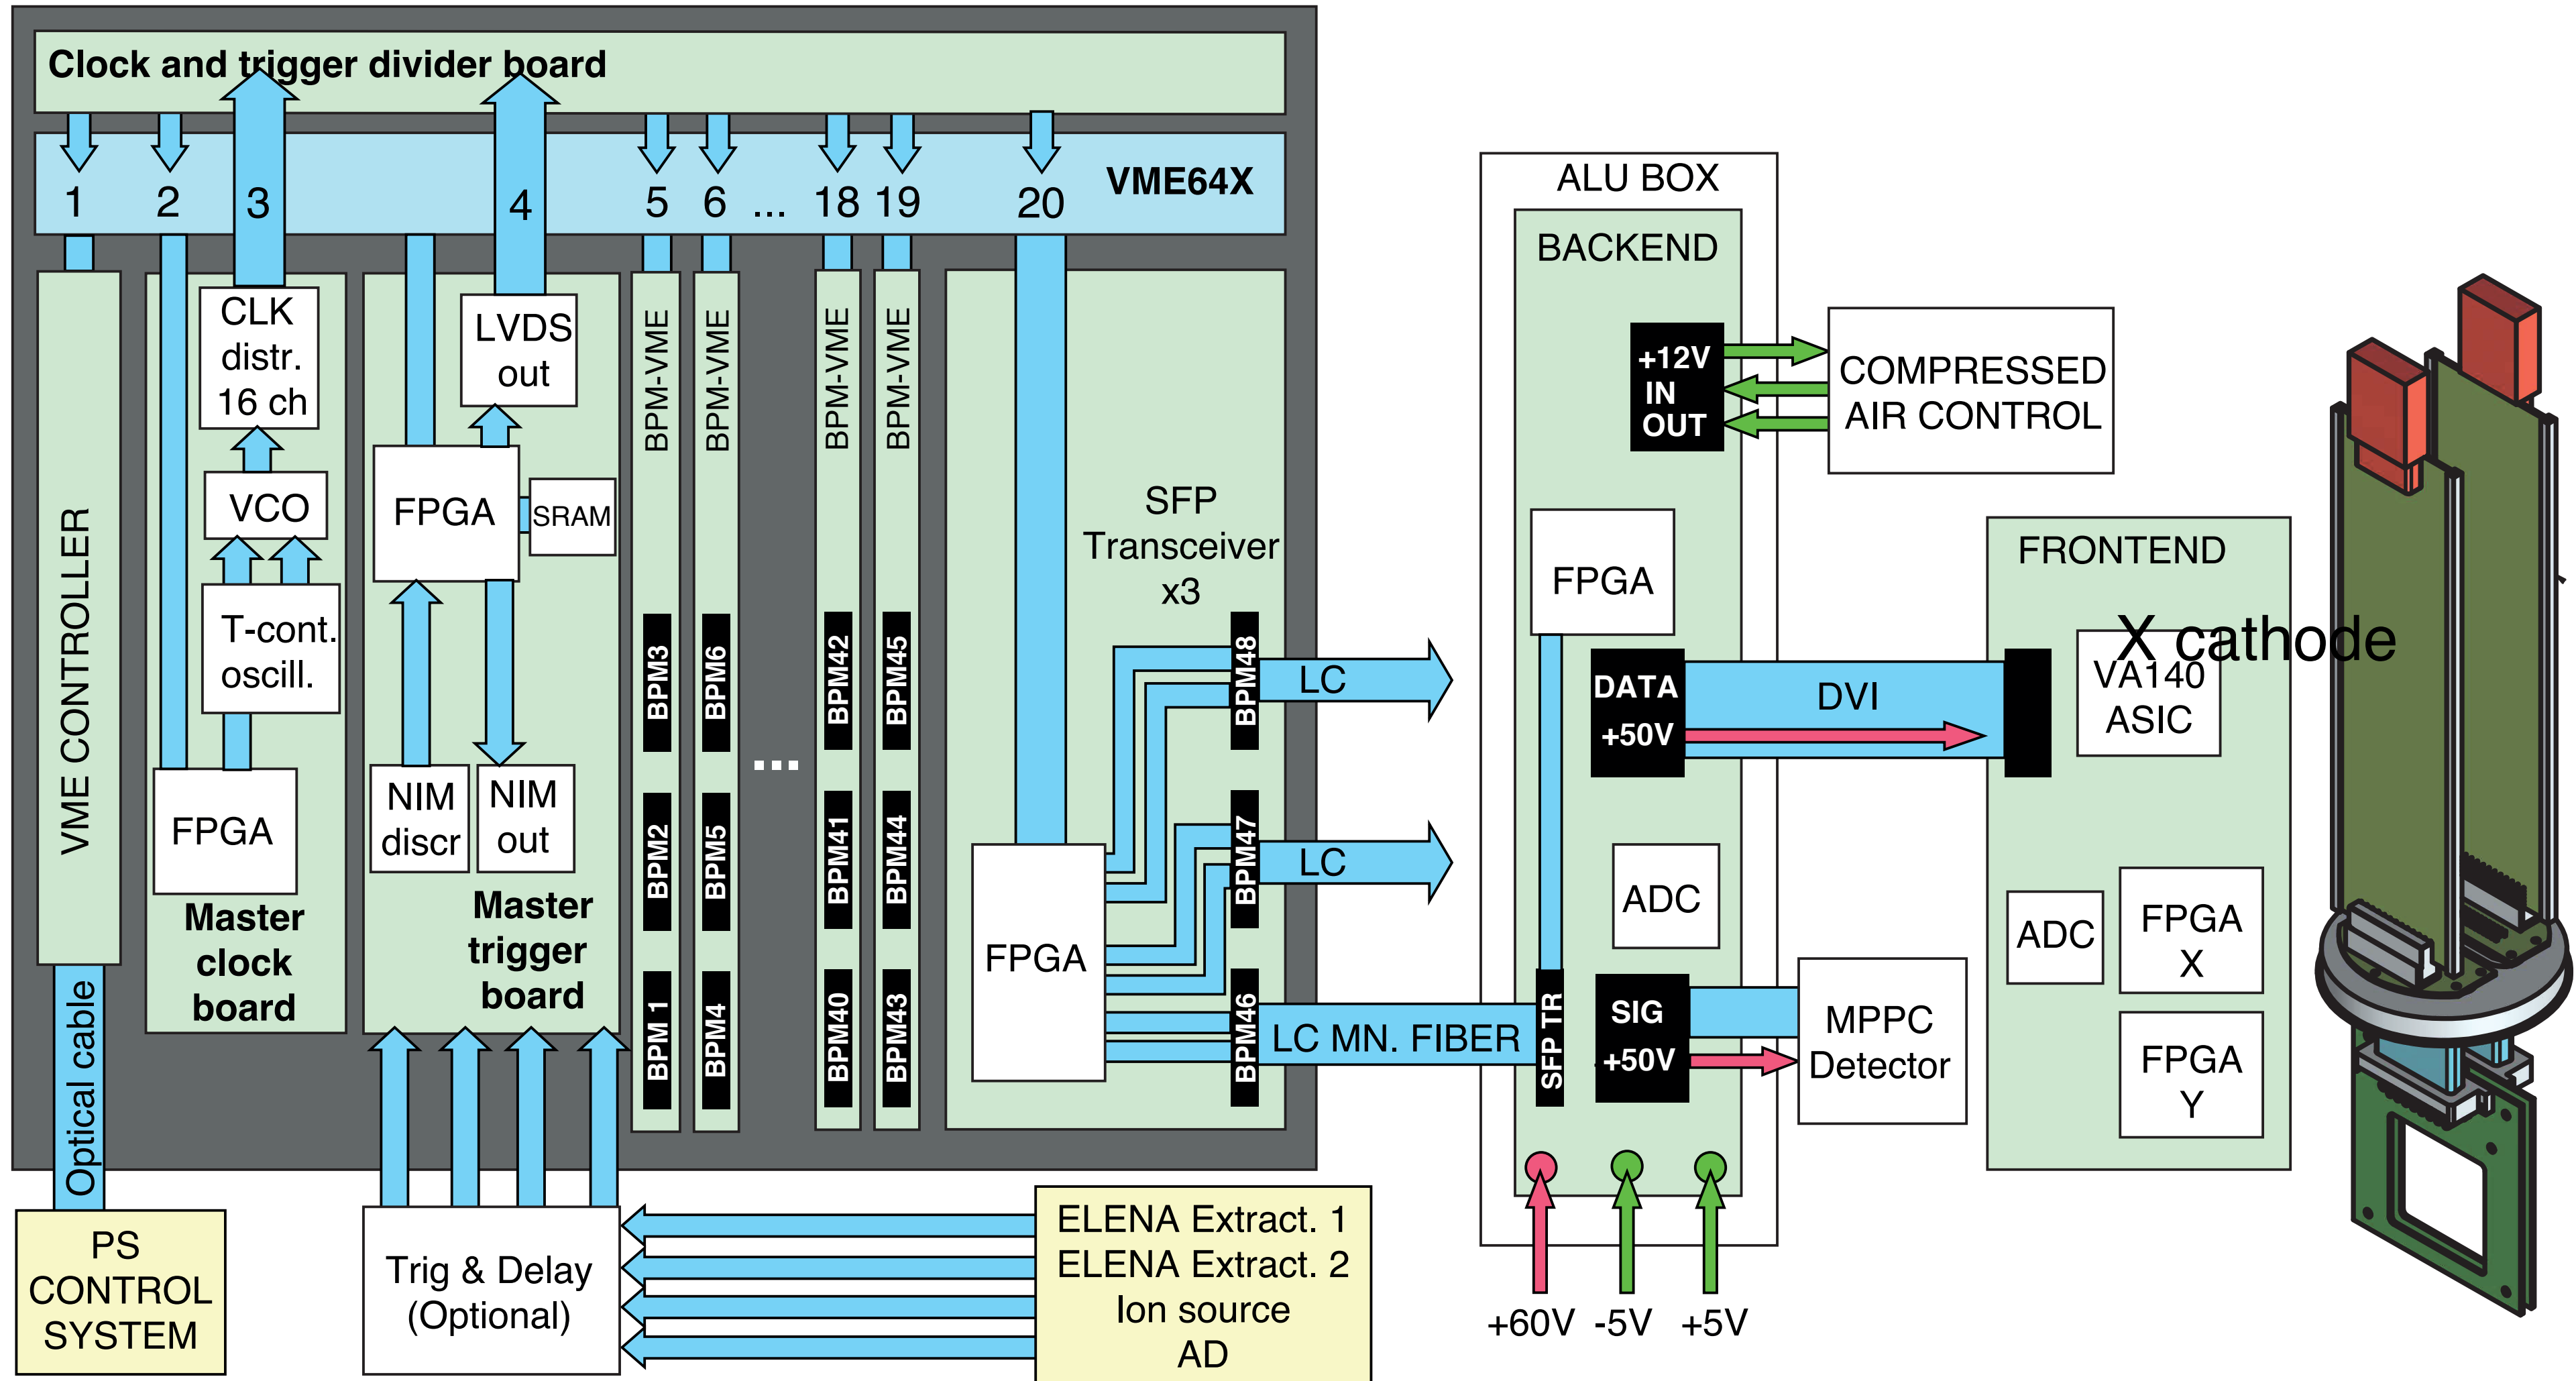 Clock and trigger divider board
1 2 3 4 5 6 ... 18 19 20
VME64X
VME CONTROLLER
Optical cable
PS
CONTROL
SYSTEM
CLK
distr.
16 ch
VCO
T-cont.
oscill.
FPGA
Master
clock
board
LVDS
out
FPGA
SRAM
NIM
discr
NIM
out
Master
trigger
board
Trig & Delay
(Optional)
ELENA Extract. 1
ELENA Extract. 2
Ion source
AD
BPM-VME
BPM3
BPM2
BPM 1
BPM-VME
BPM6
BPM5
BPM4
...
BPM-VME
BPM42
BPM41
BPM40
BPM-VME
BPM45
BPM44
BPM43
SFP
Transceiver
x3
FPGA
BPM48
BPM47
BPM46
LC
LC
LC MN. FIBER
ALU BOX
BACKEND
+12V
IN
OUT
COMPRESSED
AIR CONTROL
FPGA
DATA
+50V
DVI
ADC
SFP TR
SIG
+50V
MPPC
Detector
+60V
-5V
+5V
FRONTEND
X cathode
VA140
ASIC
ADC
FPGA
X
FPGA
Y